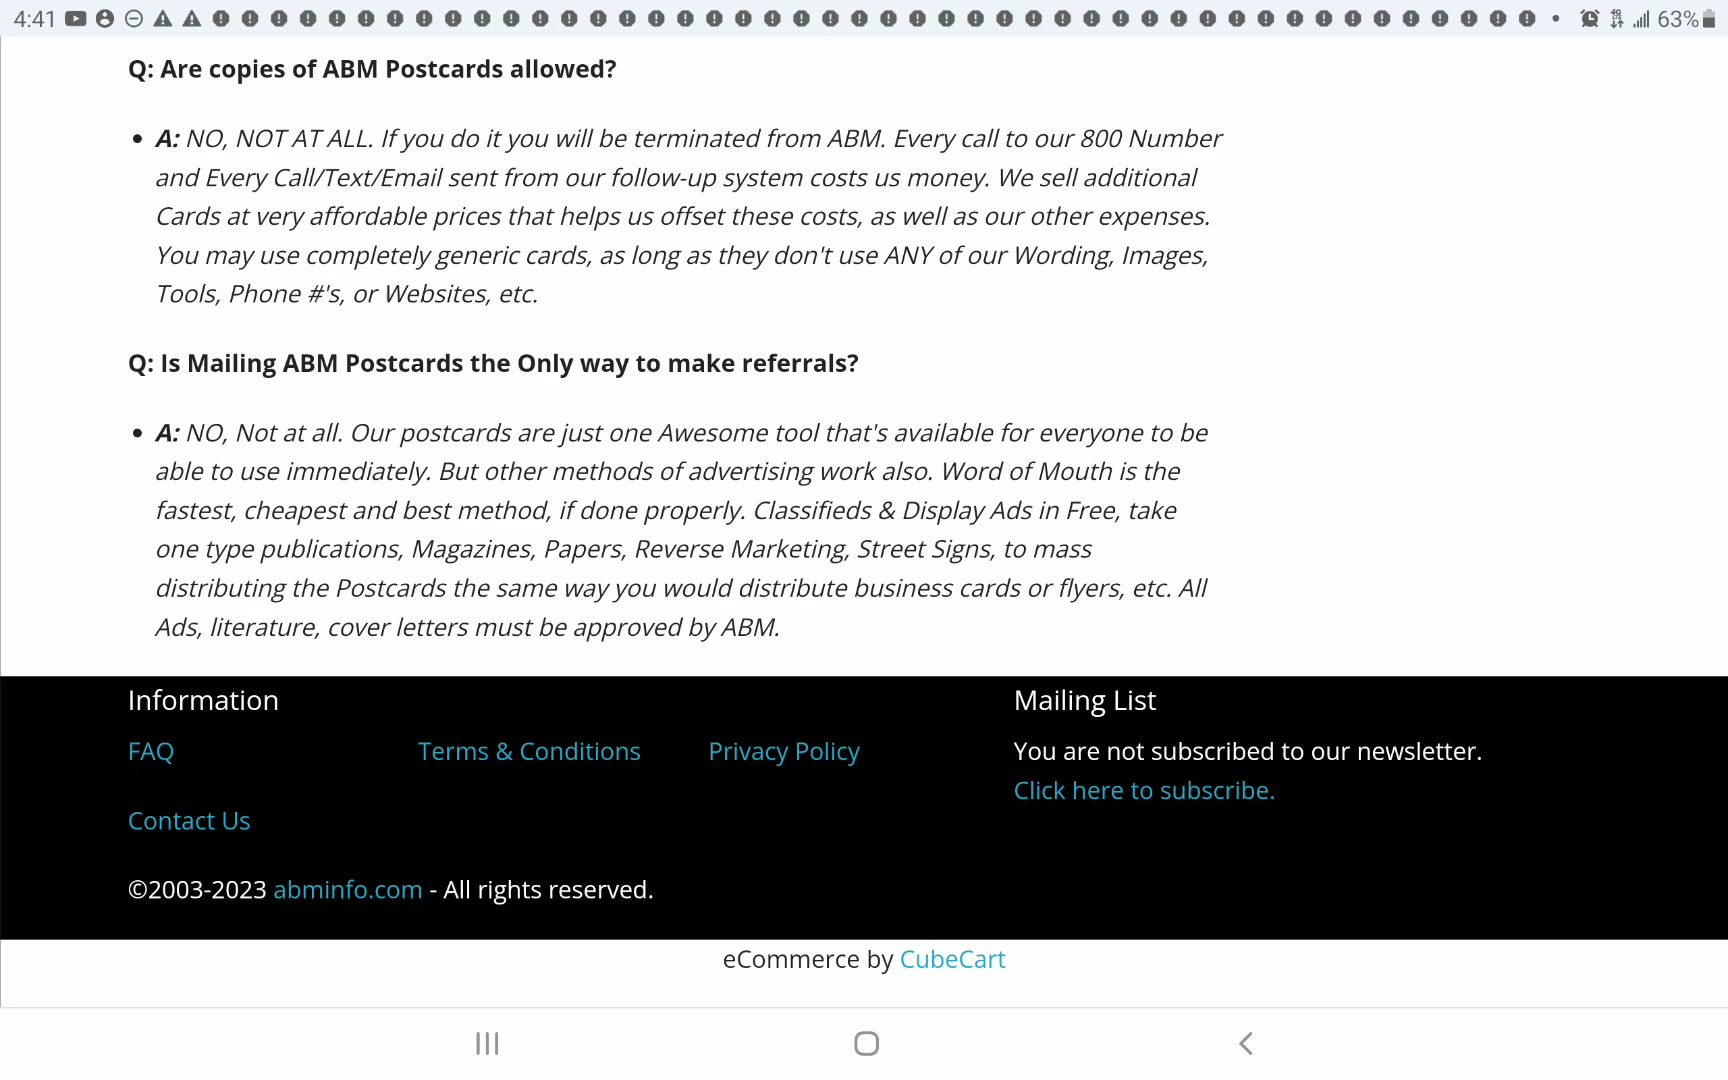 4:41
63%
Q: Are copies of ABM Postcards allowed?
• A: NO, NOT AT ALL. If you do it you will be terminated from ABM. Every call to our 800 Number
and Every Call/Text/Email sent from our follow-up system costs us money. We sell additional
Cards at very affordable prices that helps us offset these costs, as well as our other expenses.
You may use completely generic cards, as long as they don't use ANY of our Wording, Images,
Tools, Phone #'s, or Websites, etc.
Q: Is Mailing ABM Postcards the Only way to make referrals?
• A: NO, Not at all. Our postcards are just one Awesome tool that's available for everyone to be
able to use immediately. But other methods of advertising work also. Word of Mouth is the
fastest, cheapest and best method, if done properly. Classifieds & Display Ads in Free, take
one type publications, Magazines, Papers, Reverse Marketing, Street Signs, to mass
distributing the Postcards the same way you would distribute business cards or flyers, etc. All
Ads, literature, cover letters must be approved by ABM.
Information
FAQ Terms & Conditions Privacy Policy
Contact Us
Mailing List
You are not subscribed to our newsletter.
Click here to subscribe.
©2003-2023 abminfo.com - All rights reserved.
eCommerce by CubeCart